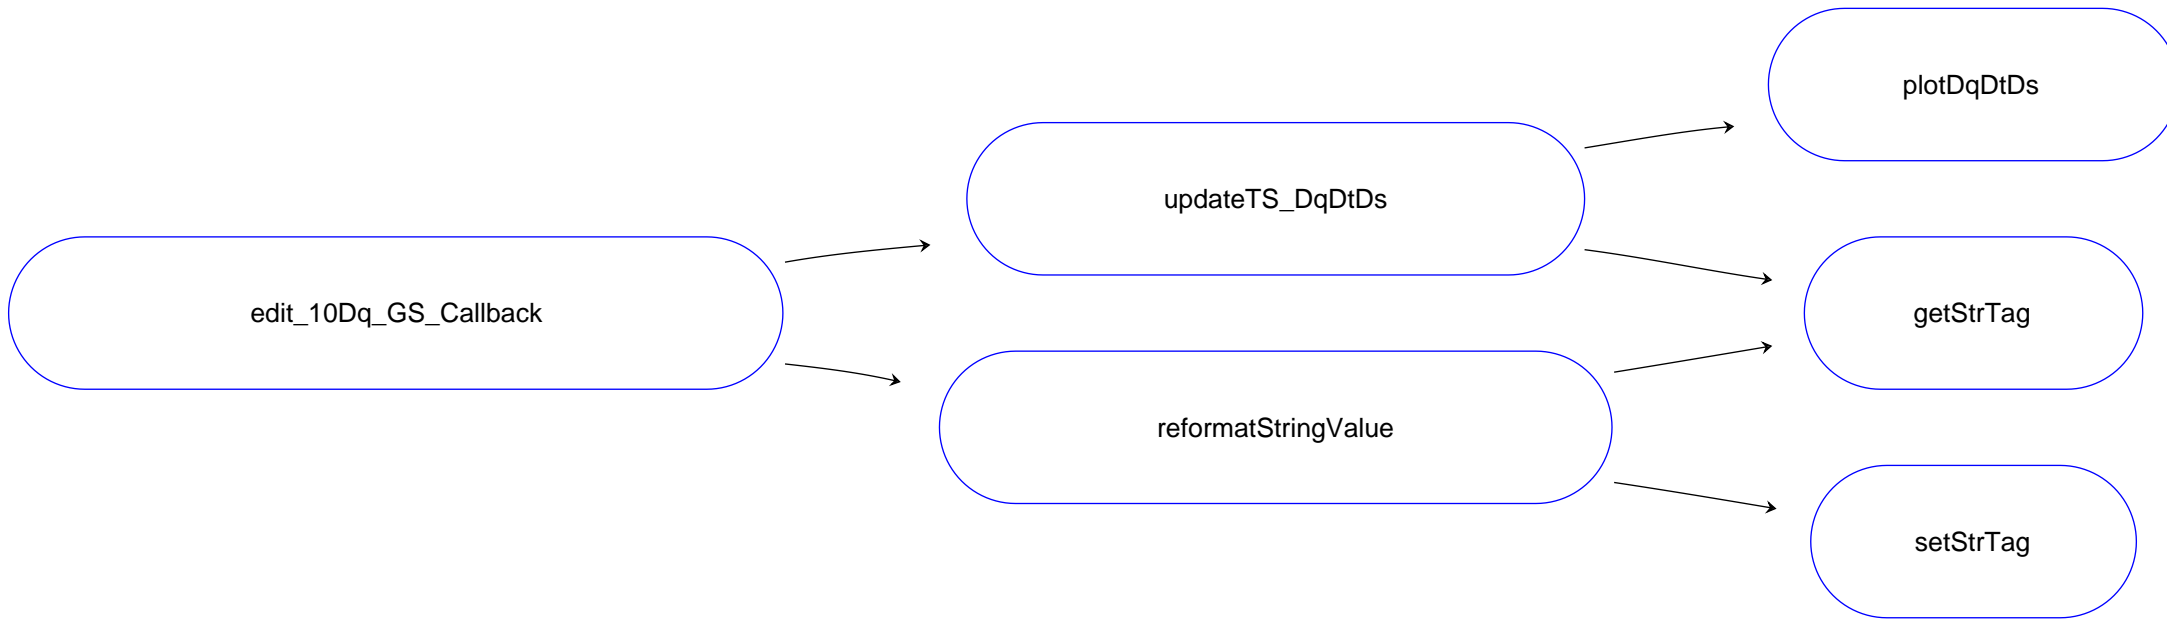 plotDqDtDs
updateTS_DqDtDs
edit_10Dq_GS_Callback
getStrTag
reformatStringValue
setStrTag